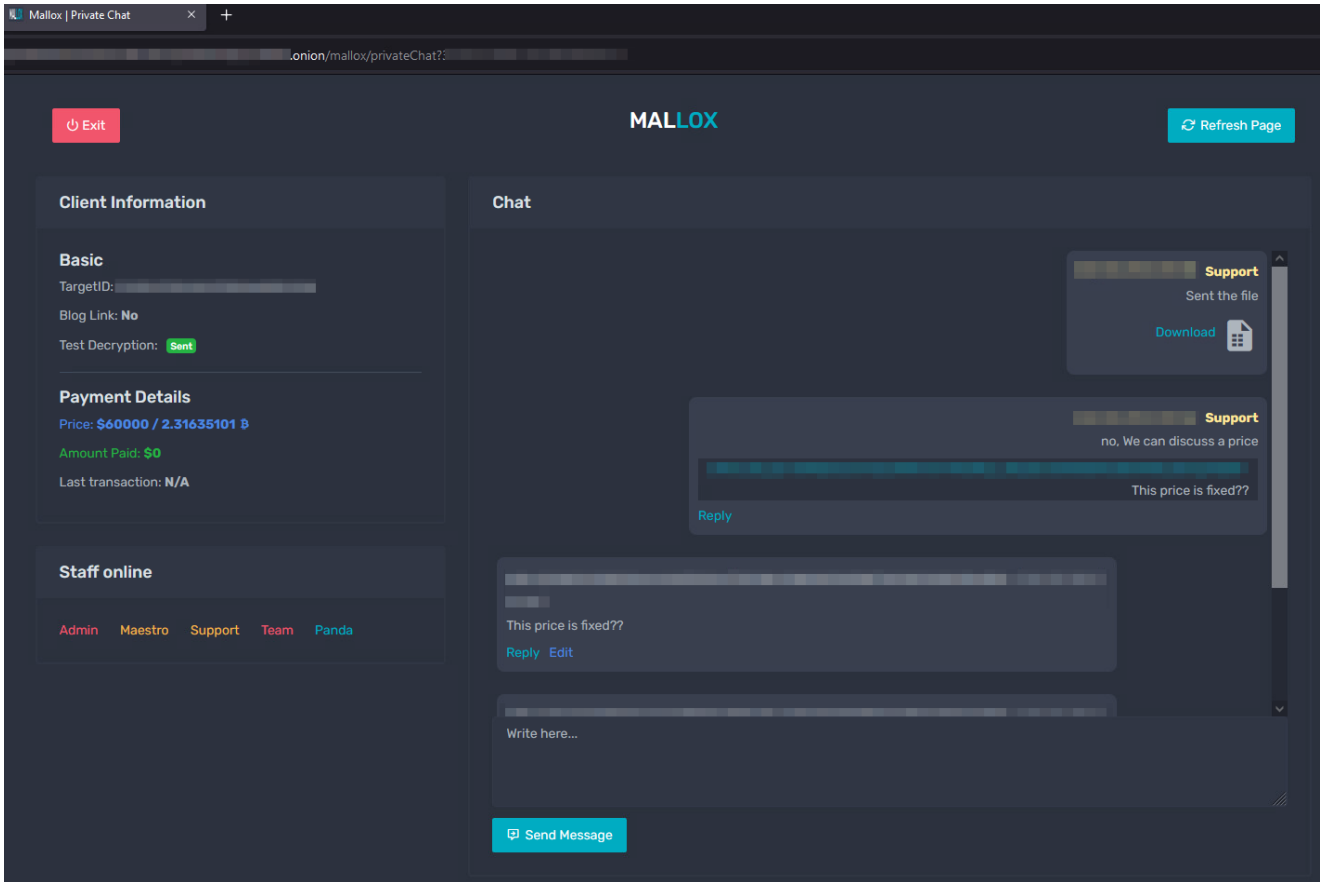 Mallox | Private Chat
.onion/mallox/privateChat?
Exit
MALLOX
Refresh Page
Client Information
Basic
TargetID:
Blog Link: No
Test Decryption: Sent
Payment Details
Price: $60000 / 2.31635101 ₿
Amount Paid: $0
Last transaction: N/A
Staff online
Admin Maestro Support Team Panda
Chat
Support
Sent the file
Download
Support
no, We can discuss a price
This price is fixed??
Reply
This price is fixed??
Reply Edit
Write here...
Send Message